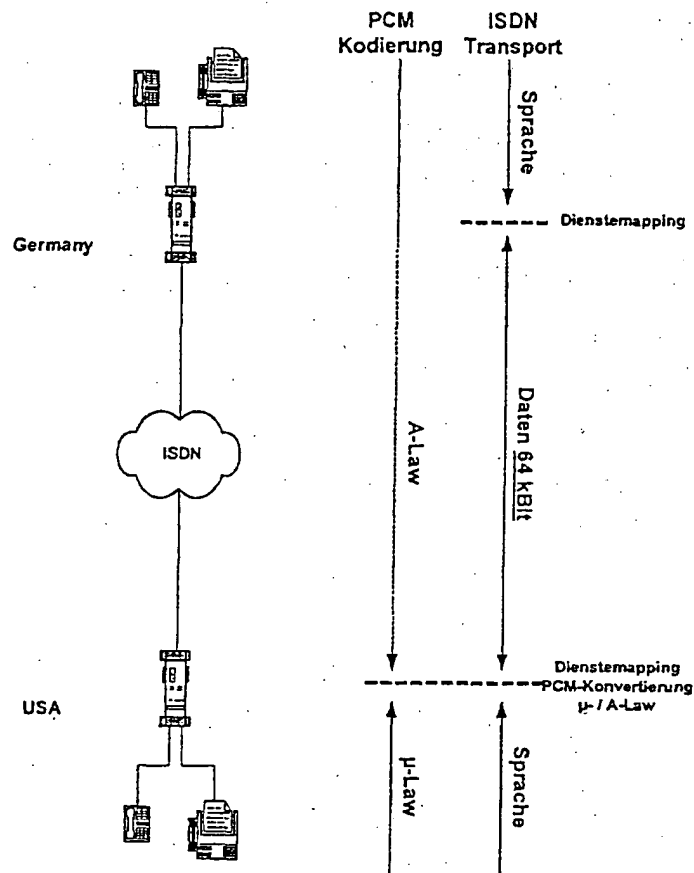 PCM
Kodierung
ISDN
Transport
Sprache
Dienstemapping
Germany
ISDN
A-Law
Daten 64 kBit
Dienstemapping
PCM-Konvertierung
µ- / A-Law
USA
µ-Law
Sprache